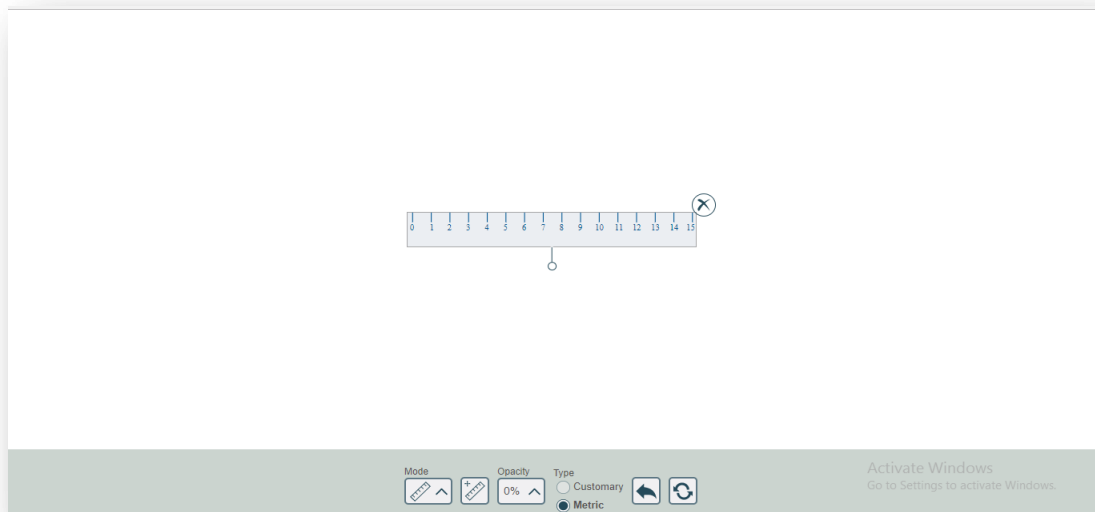 0 1 2 3 4 5 6 7 8 9 10 11 12 13 14 15
Mode
Opacity
0%
Type
Customary
Metric
Activate Windows
Go to Settings to activate Windows.